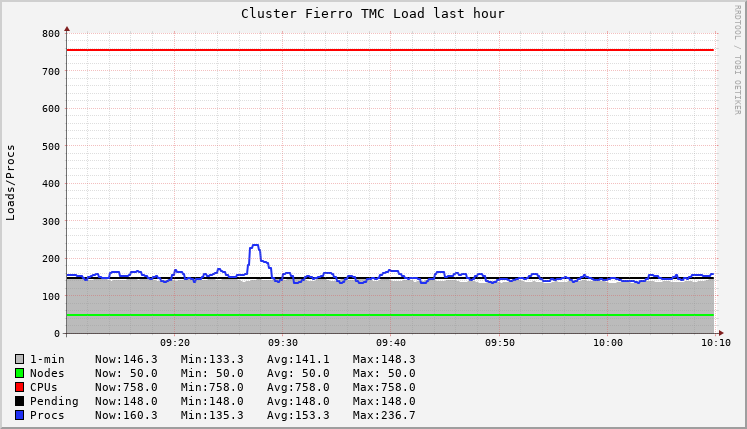 Cluster Fierro TMC Load last hour
RRDTOOL / TOBI OETIKER
Loads/Procs
800
700
600
500
400
300
200
100
0
09:20 09:30 09:40 09:50 10:00 10:10
1-min Now:146.3 Min:133.3 Avg:141.1 Max:148.3
Nodes Now: 50.0 Min: 50.0 Avg: 50.0 Max: 50.0
CPUs Now:758.0 Min:758.0 Avg:758.0 Max:758.0
Pending Now:148.0 Min:148.0 Avg:148.0 Max:148.0
Procs Now:160.3 Min:135.3 Avg:153.3 Max:236.7